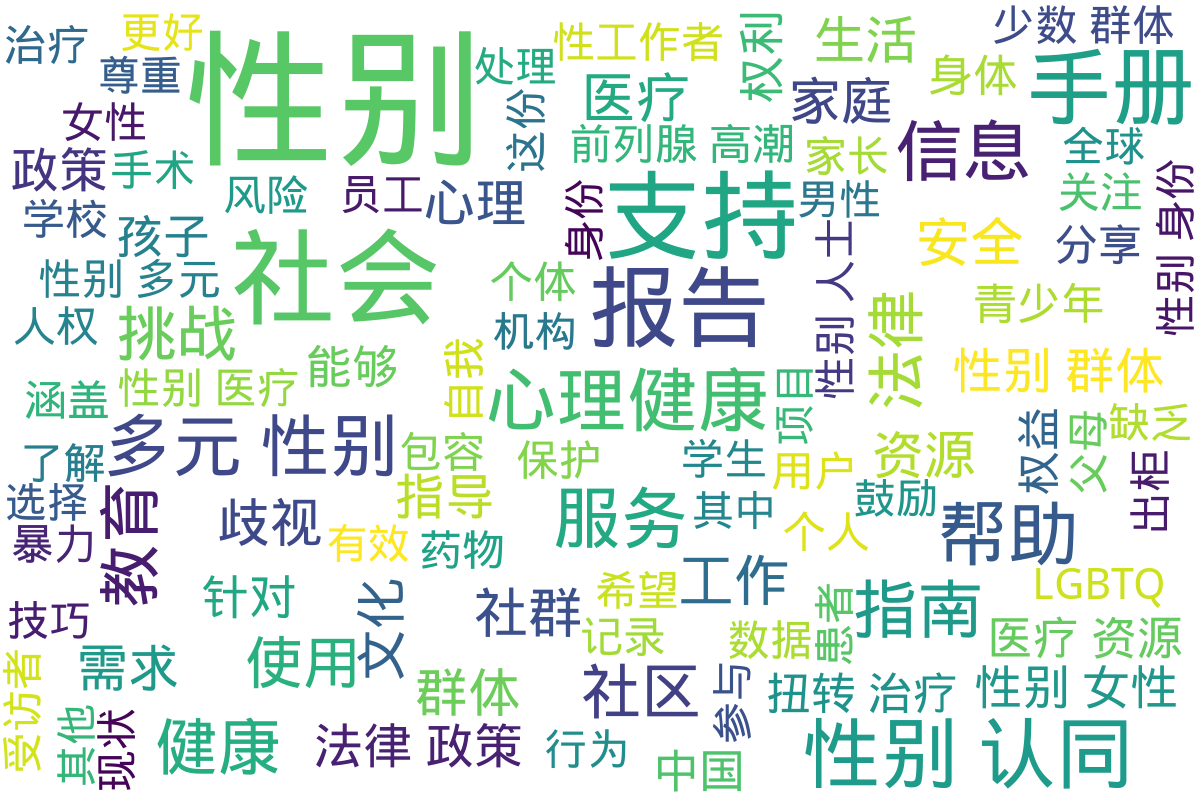 治疗
更好
性别
性工作者
权利
生活
少数 群体
尊重
处理
医疗
家庭
身体
手册
女性
这份
前列腺
高潮
家长
信息
全球
政策
手术
风险
员工
心理
身份
支持
男性
关注
性别 身份
学校
孩子
社会
安全
分享
性别 多元
个体
报告
性别 人士
法律
青少年
人权
挑战
机构
能够
自我
心理健康
项目
性别 群体
涵盖
性别 医疗
多元 性别
包容
保护
学生
用户
资源
权益
父母
缺乏
了解
选择
教育
歧视
指导
服务
其中
鼓励
出柜
暴力
有效
药物
个人
帮助
技巧
针对
文化
社群
希望
工作
患者
指南
LGBTQ
受访者
需求
使用
记录
数据
医疗 资源
其他
现状
群体
社区
参与
扭转 治疗
性别 女性
健康
法律 政策
行为
中国
性别 认同